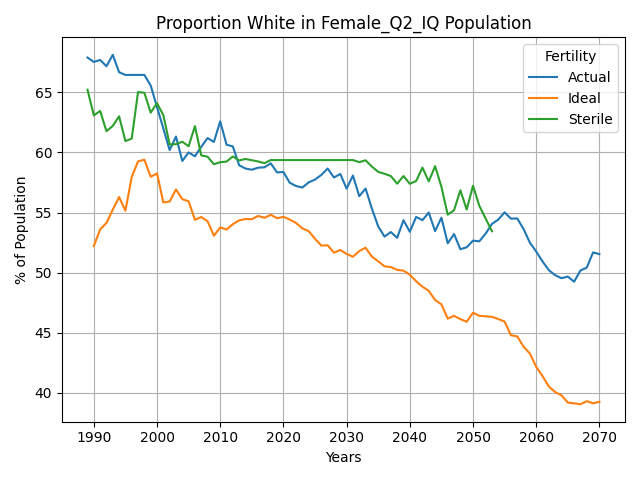 Proportion White in Female_Q2_IQ Population
Fertility
Actual
Ideal
Sterile
% of Population
65
60
55
50
45
40
1990 2000 2010 2020 2030 2040 2050 2060 2070
Years